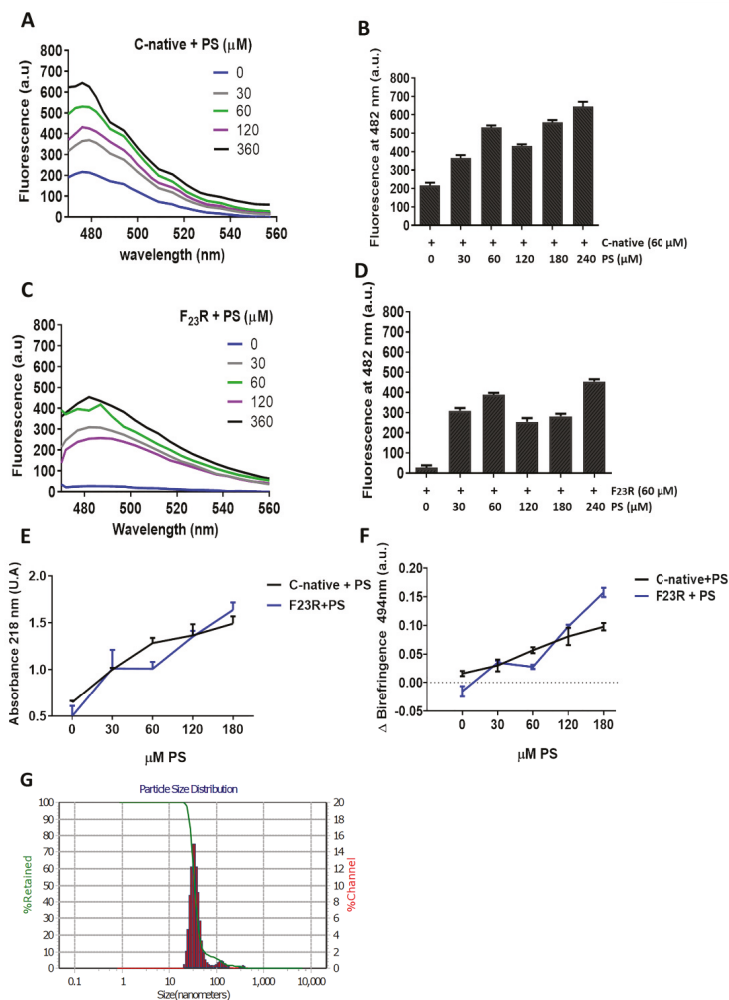 A
C-native + PS (μM)
Fluorescence (a.u)
800
700
600
500
400
300
200
100
0
0
30
60
120
360
480 500 520 540 560
wavelength (nm)
B
Fluorescence at 482 nm (a.u.)
800
700
600
500
400
300
200
100
0
+ + + + + + C-native (60 μM)
0 30 60 120 180 240 PS (μM)
C
F23R + PS (μM)
Fluorescence (a.u)
800
700
600
500
400
300
200
100
0
0
30
60
120
360
480 500 520 540 560
Wavelength (nm)
D
Fluorescence at 482 nm (a.u.)
800
700
600
500
400
300
200
100
0
+ + + + + + F23R (60 μM)
0 30 60 120 180 240 PS (μM)
E
Absorbance 218 nm (U.A)
2.0
1.5
1.0
0.5
C-native + PS
F23R+PS
0 30 60 120 180
μM PS
F
Δ Birefringence 494nm (a.u.)
0.20
0.15
0.10
0.05
0.00
-0.05
C-native+PS
F23R + PS
0 30 60 120 180
μM PS
G
Particle Size Distribution
%Retained
100
90
80
70
60
50
40
30
20
10
0
20
18
16
14
12
10
8
6
4
2
0
%Channel
0.1 1 10 100 1,000 10,000
Size(nanometers)